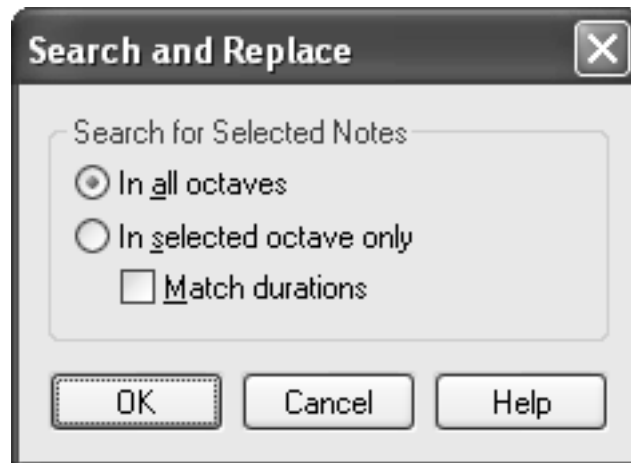 Search and Replace
Search for Selected Notes
In all octaves
In selected octave only
Match durations
OK Cancel Help